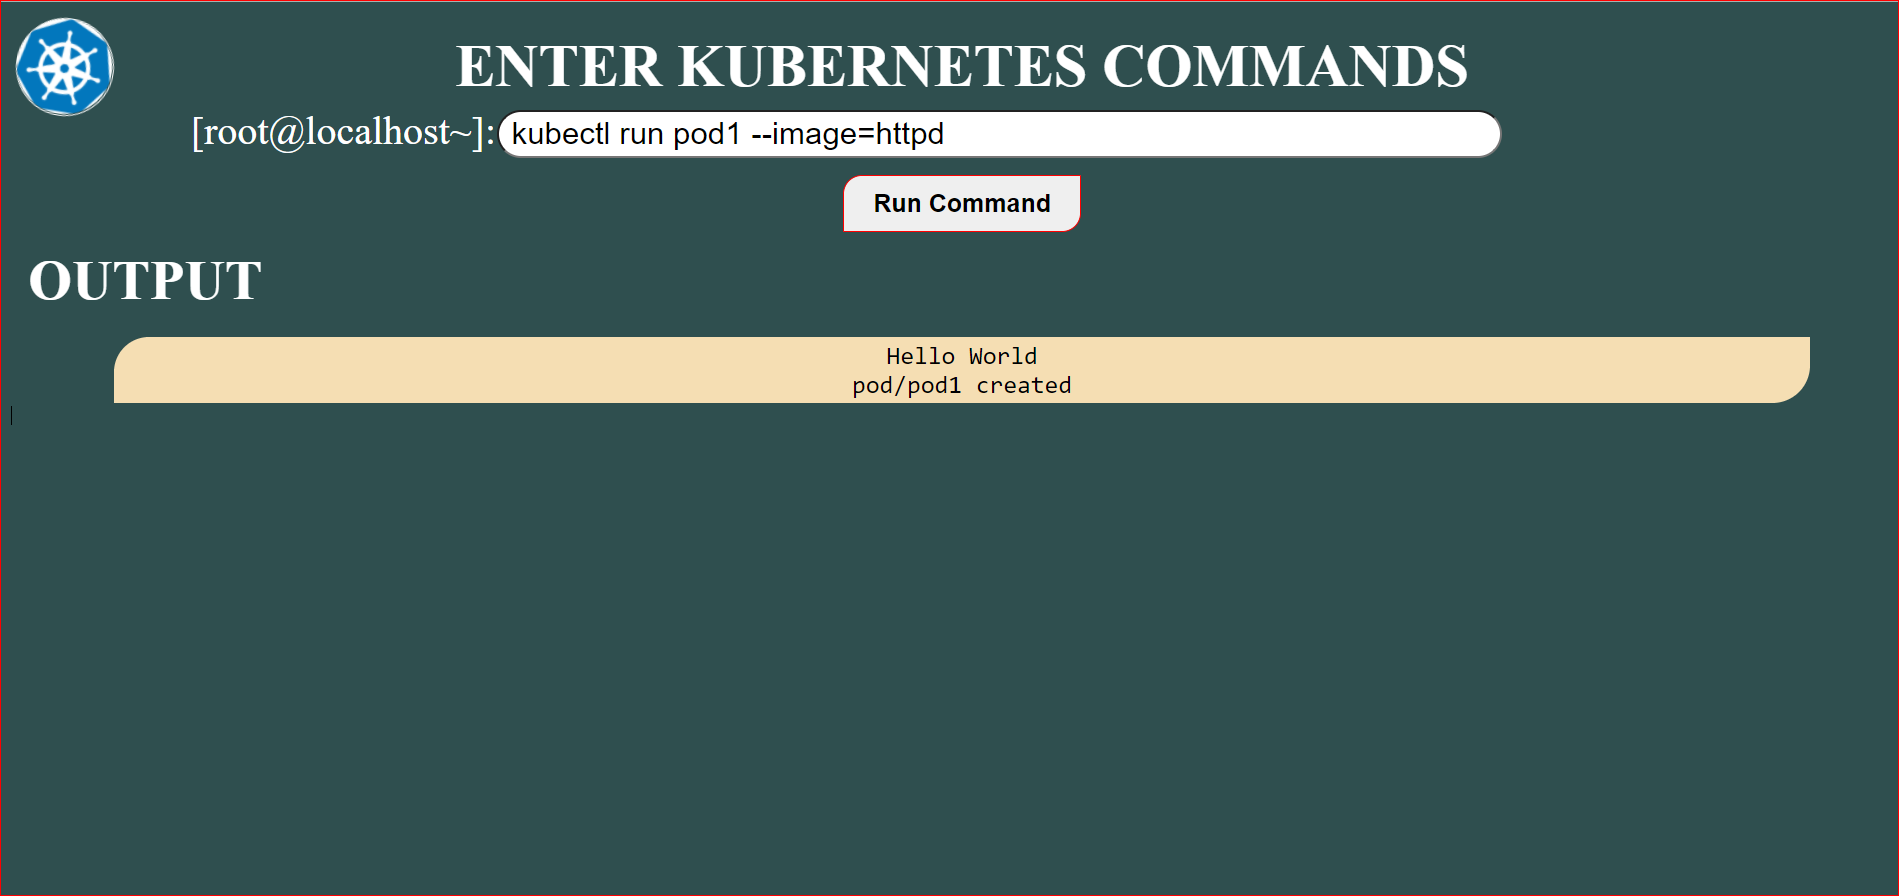 ENTER KUBERNETES COMMANDS
[root@localhost~]: kubectl run pod1 --image=httpd
Run Command
OUTPUT
Hello World
pod/pod1 created